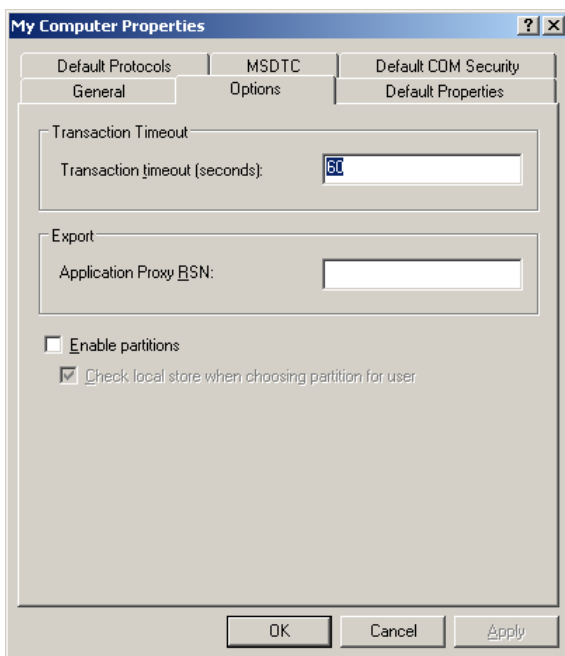 My Computer Properties ? X
Default Protocols MSDTC Default COM Security
General Options Default Properties
Transaction Timeout
Transaction timeout (seconds): 60
Export
Application Proxy RSN:
Enable partitions
Check local store when choosing partition for user
OK Cancel Apply